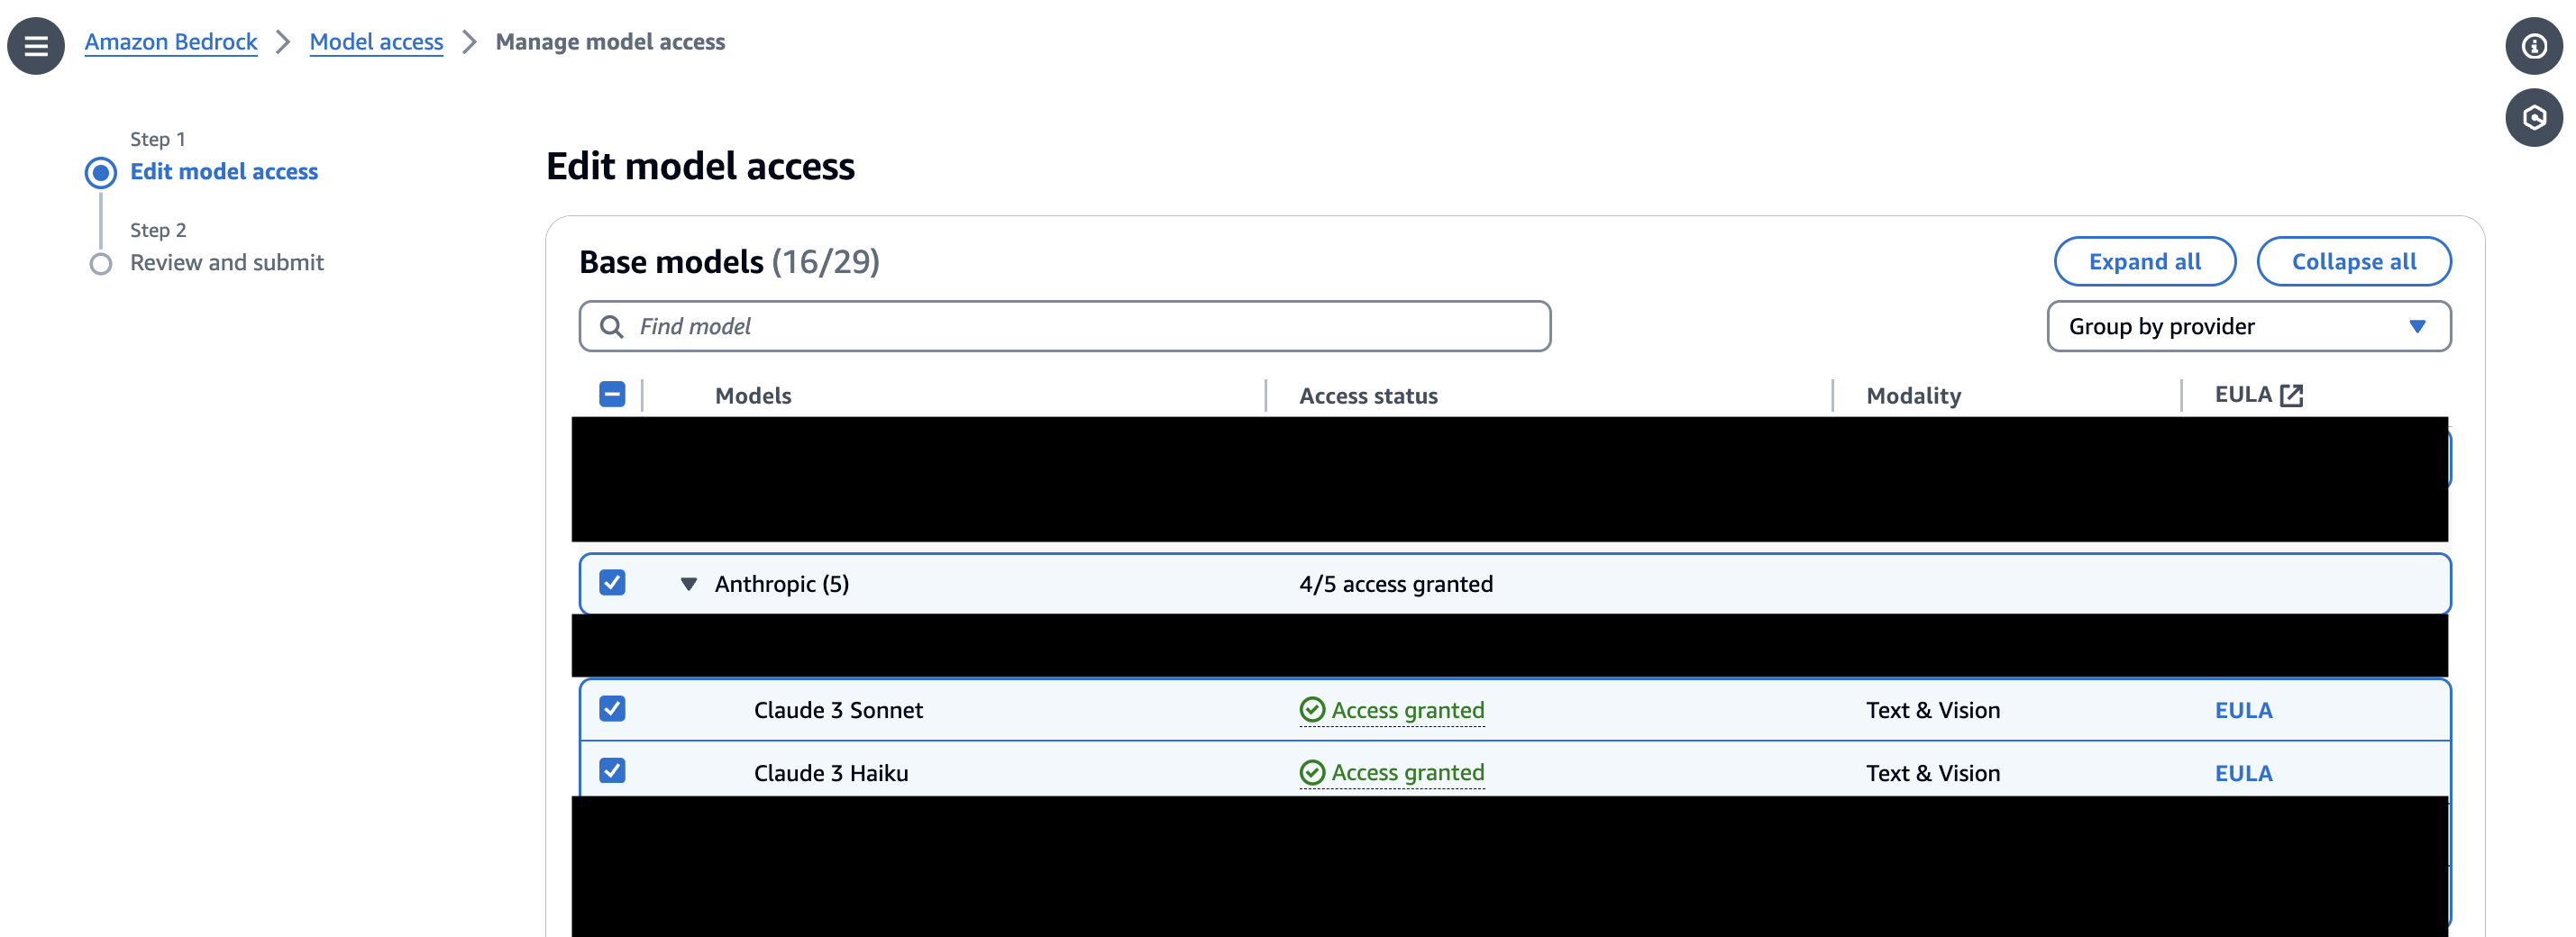 Amazon Bedrock > Model access > Manage model access
Step 1
Edit model access
Step 2
Review and submit
Edit model access
Base models (16/29)
Expand all
Collapse all
Find model
Group by provider
Models Access status Modality EULA
Anthropic (5) 4/5 access granted
Claude 3 Sonnet Access granted Text & Vision EULA
Claude 3 Haiku Access granted Text & Vision EULA